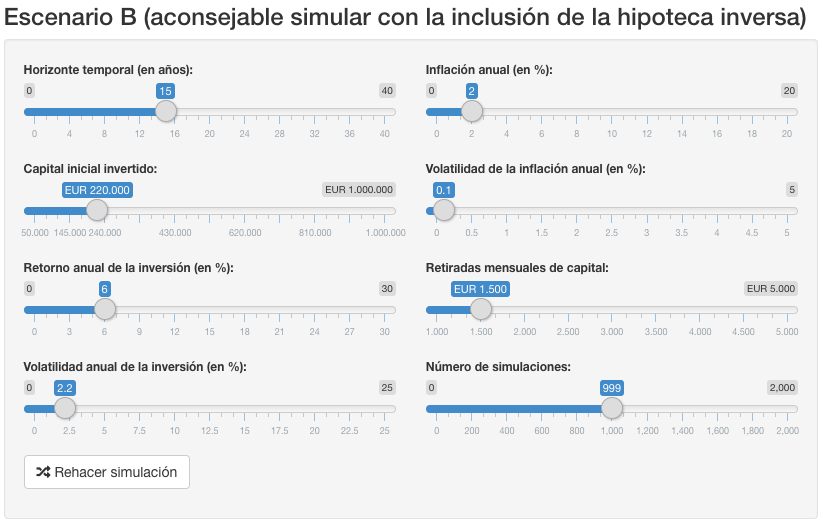 Escenario B (aconsejable simular con la inclusión de la hipoteca inversa)
Horizonte temporal (en años):
0 15 40
0 4 8 12 16 20 24 28 32 36 40
Inflación anual (en %):
0 2 20
0 2 4 6 8 10 12 14 16 18 20
Capital inicial invertido:
EUR 220.000 EUR 1.000.000
50.000 145.000 240.000 430.000 620.000 810.000 1.000.000
Volatilidad de la inflación anual (en %):
0.1 5
0 0.5 1 1.5 2 2.5 3 3.5 4 4.5 5
Retorno anual de la inversión (en %):
0 6 30
0 3 6 9 12 15 18 21 24 27 30
Retiradas mensuales de capital:
EUR 1.500 EUR 5.000
1.000 1.500 2.000 2.500 3.000 3.500 4.000 4.500 5.000
Volatilidad anual de la inversión (en %):
0 2.2 25
0 2.5 5 7.5 10 12.5 15 17.5 20 22.5 25
Número de simulaciones:
0 999 2,000
0 200 400 600 800 1,000 1,200 1,400 1,600 1,800 2,000
Rehacer simulación